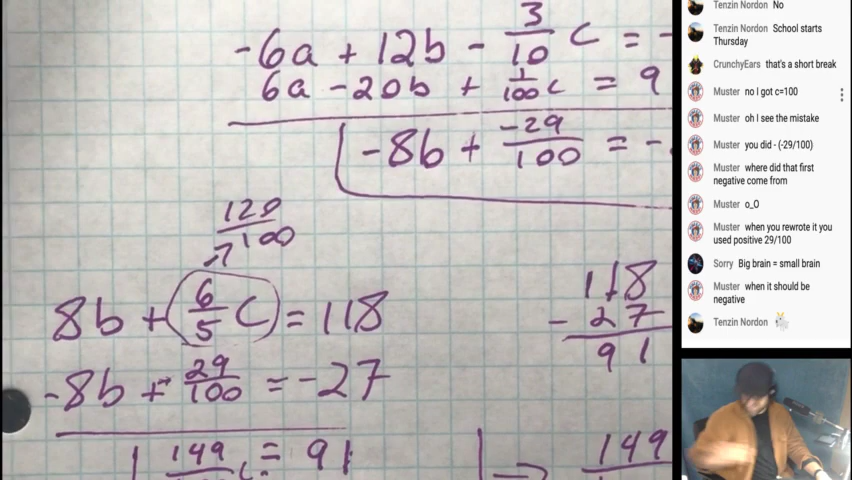 -6a + 12b - 3/10 C = -
6a - 20b + 1/100 c = 9
-8b + -29/100 = -
120/100
8b + 6/5 C = 118
-8b + 29/100 = -27
149
= 91
118
- 27
91
149
Tenzin Nordon No
Tenzin Nordon School starts
Thursday
CrunchyEars that's a short break
Muster no I got c=100
Muster oh I see the mistake
Muster you did - (-29/100)
Muster where did that first
negative come from
Muster o_O
Muster when you rewrote it you
used positive 29/100
Sorry Big brain = small brain
Muster when it should be
negative
Tenzin Nordon